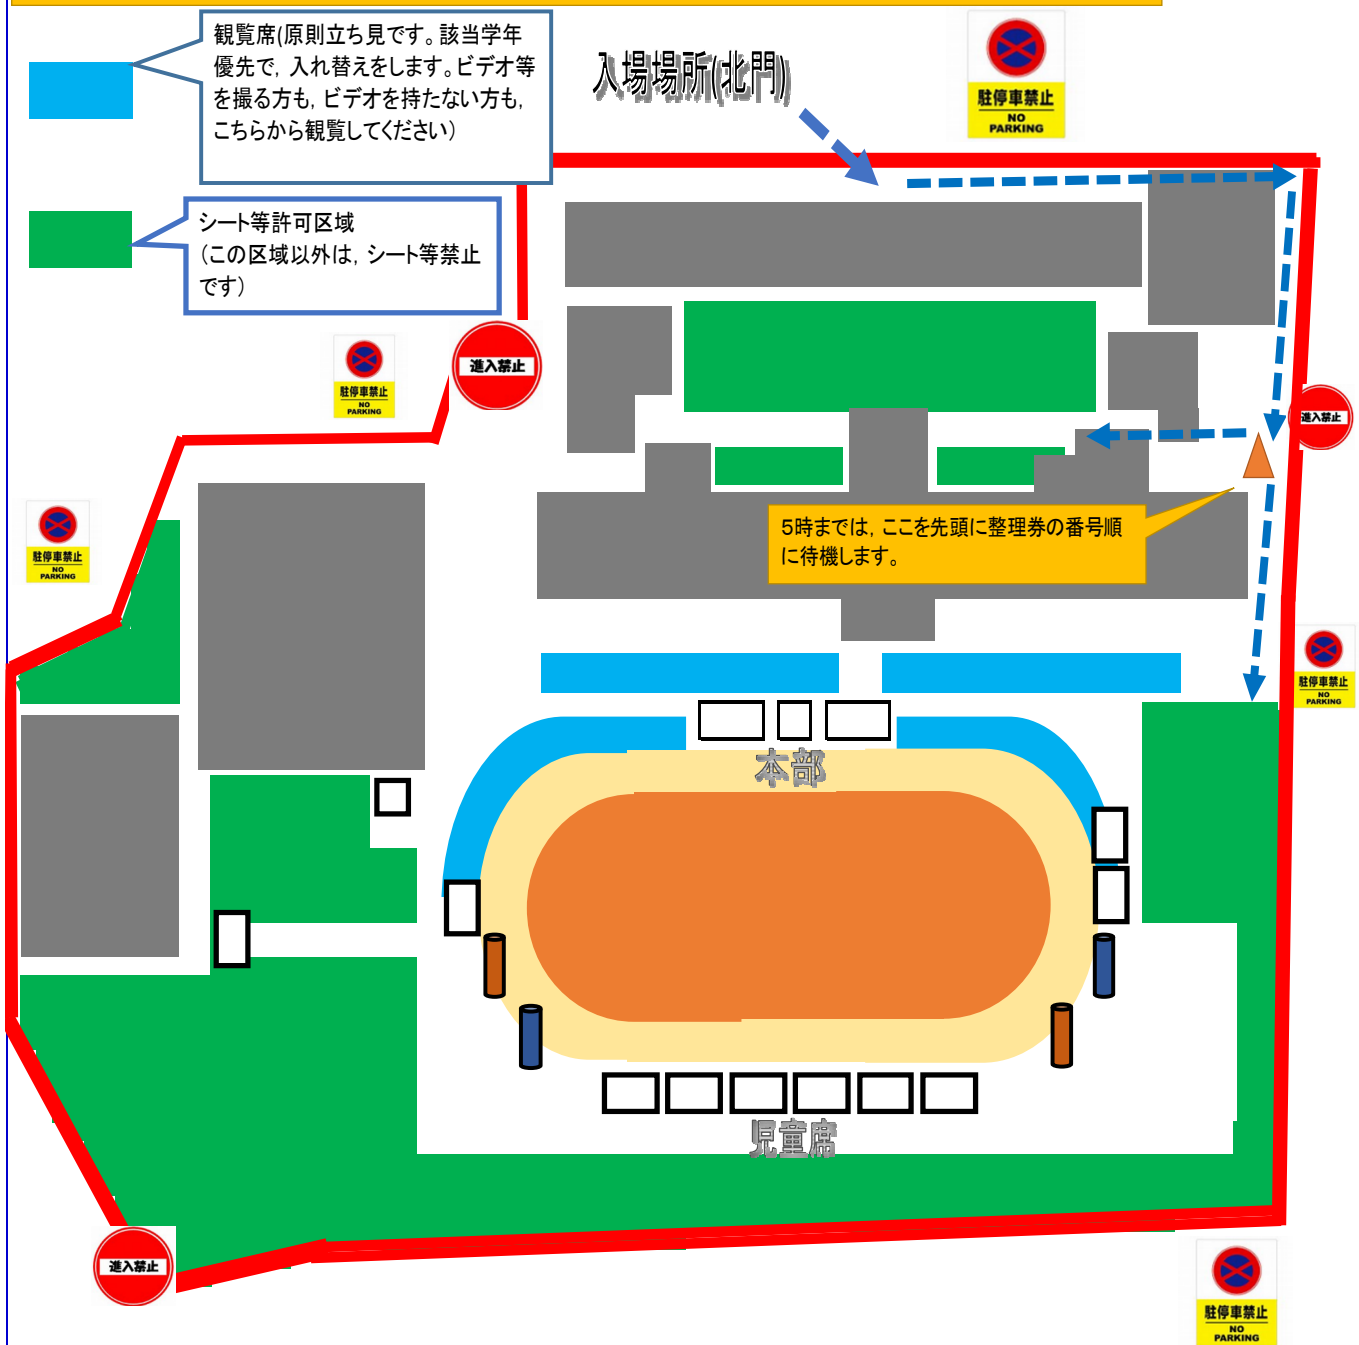 観覧席(原則立ち見です。該当学年
優先で，入れ替えをします。ビデオ等
を撮る方も，ビデオを持たない方も，
こちらから観覧してください）
入場場所(北門)
駐停車禁止
NO
PARKING
シート等許可区域
（この区域以外は，シート等禁止
です）
進入禁止
駐停車禁止
NO
PARKING
進入禁止
駐停車禁止
NO
PARKING
5時までは，ここを先頭に整理券の番号順
に待機します。
駐停車禁止
NO
PARKING
本部
児童席
進入禁止
駐停車禁止
NO
PARKING